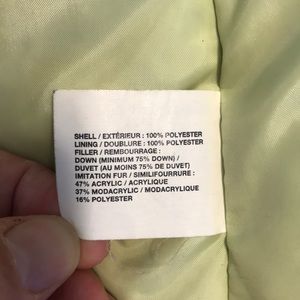 SHELL / EXTÉRIEUR : 100% POLYESTER
LINING / DOUBLURE : 100% POLYESTER
FILLER / REMBOURRAGE :
DOWN (MINIMUM 75% DOWN) /
DUVET (AU MOINS 75% DE DUVET)
IMITATION FUR / SIMILIFOURRURE :
47% ACRYLIC / ACRYLIQUE
37% MODACRYLIC / MODACRYLIQUE
16% POLYESTER